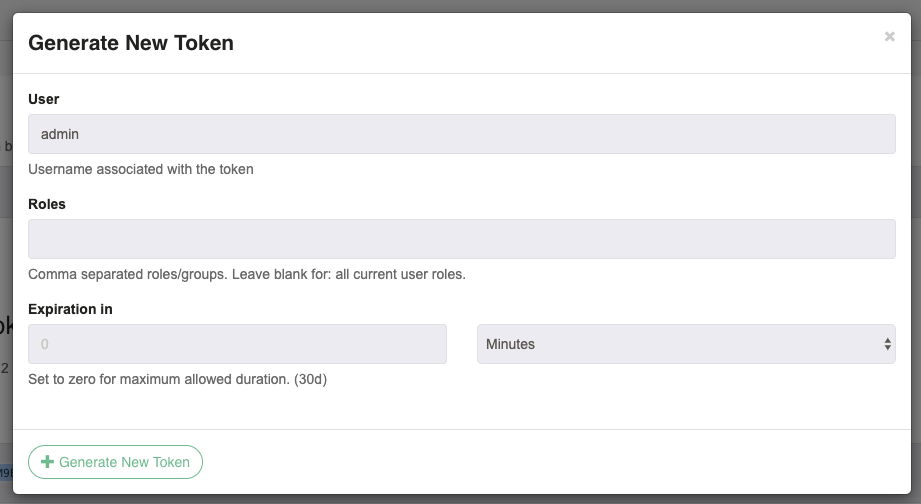 Generate New Token
×
User
admin
Username associated with the token
Roles
Comma separated roles/groups. Leave blank for: all current user roles.
Expiration in
0
Minutes
Set to zero for maximum allowed duration. (30d)
Generate New Token